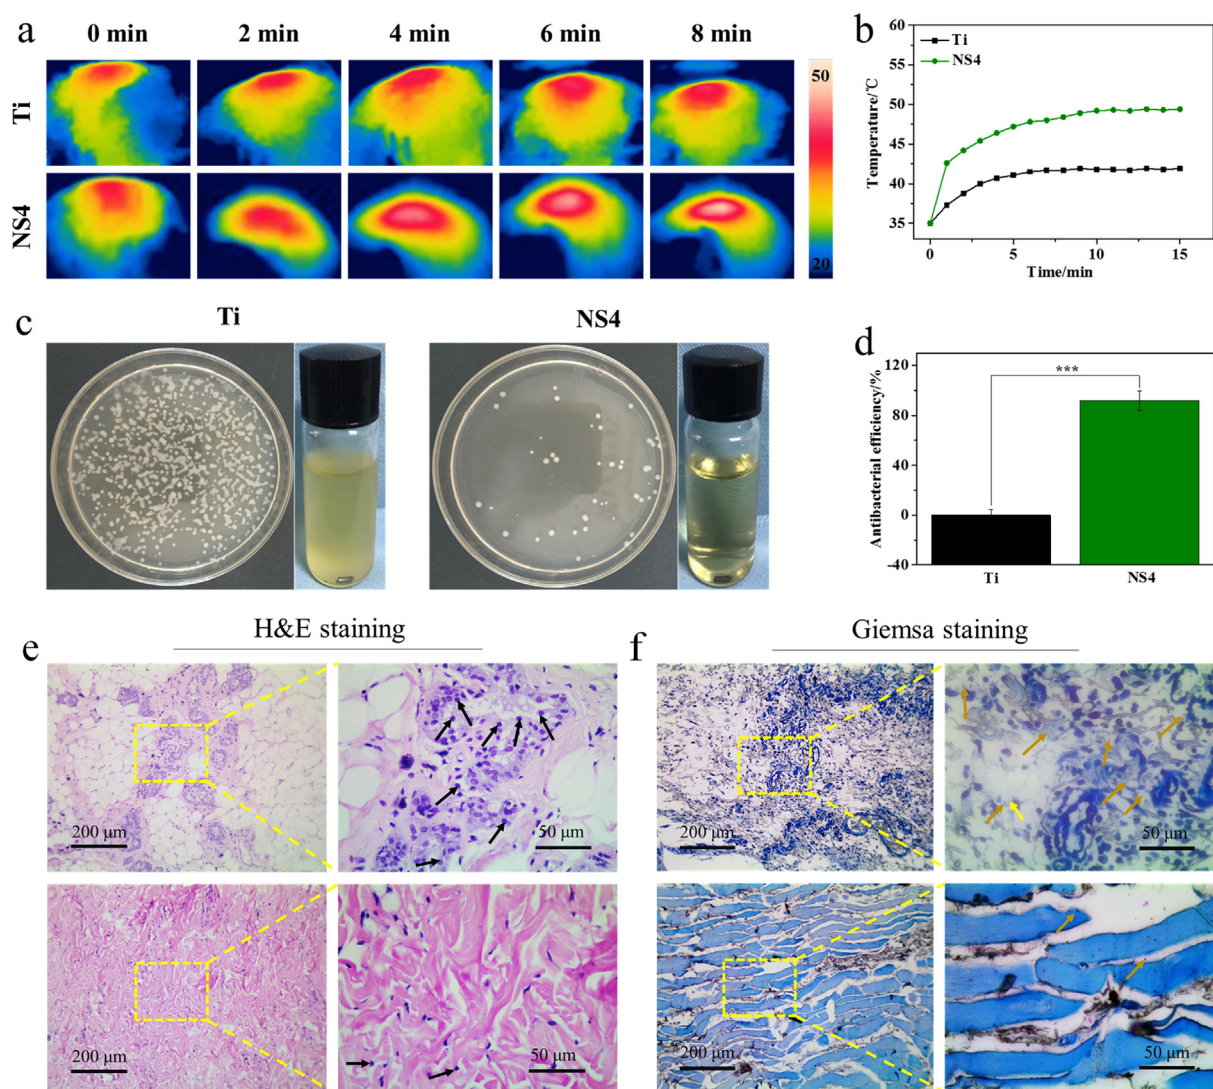 a
0 min 2 min 4 min 6 min 8 min
Ti
NS4
50
20
b
Ti
NS4
60
55
50
45
40
35
Temperature/℃
0 5 10 15
Time/min
c
Ti NS4
d
***
120
80
40
0
-40
Antibacterial efficiency/%
Ti NS4
e
H&E staining
200 μm 50 μm
200 μm 50 μm
f
Giemsa staining
200 μm 50 μm
200 μm 50 μm